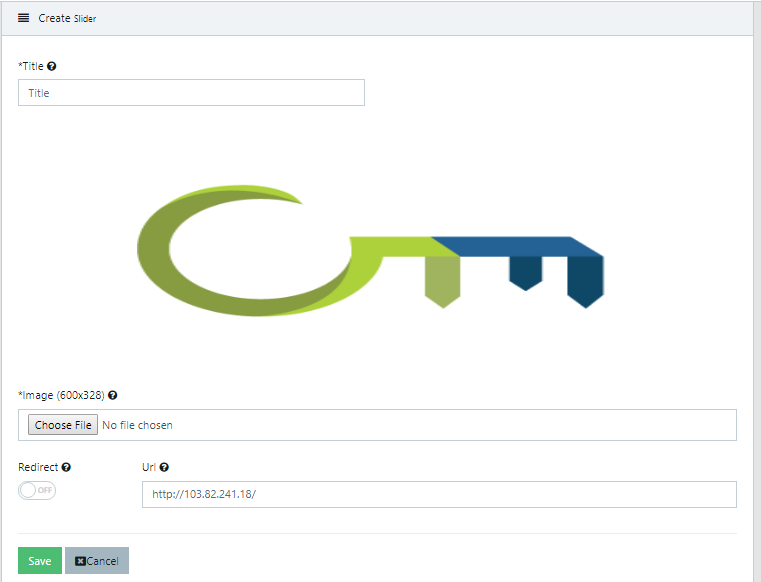 Create Slider
*Title
Title
*Image (600x328)
Choose File No file chosen
Redirect Url
OFF http://103.82.241.18/
Save Cancel